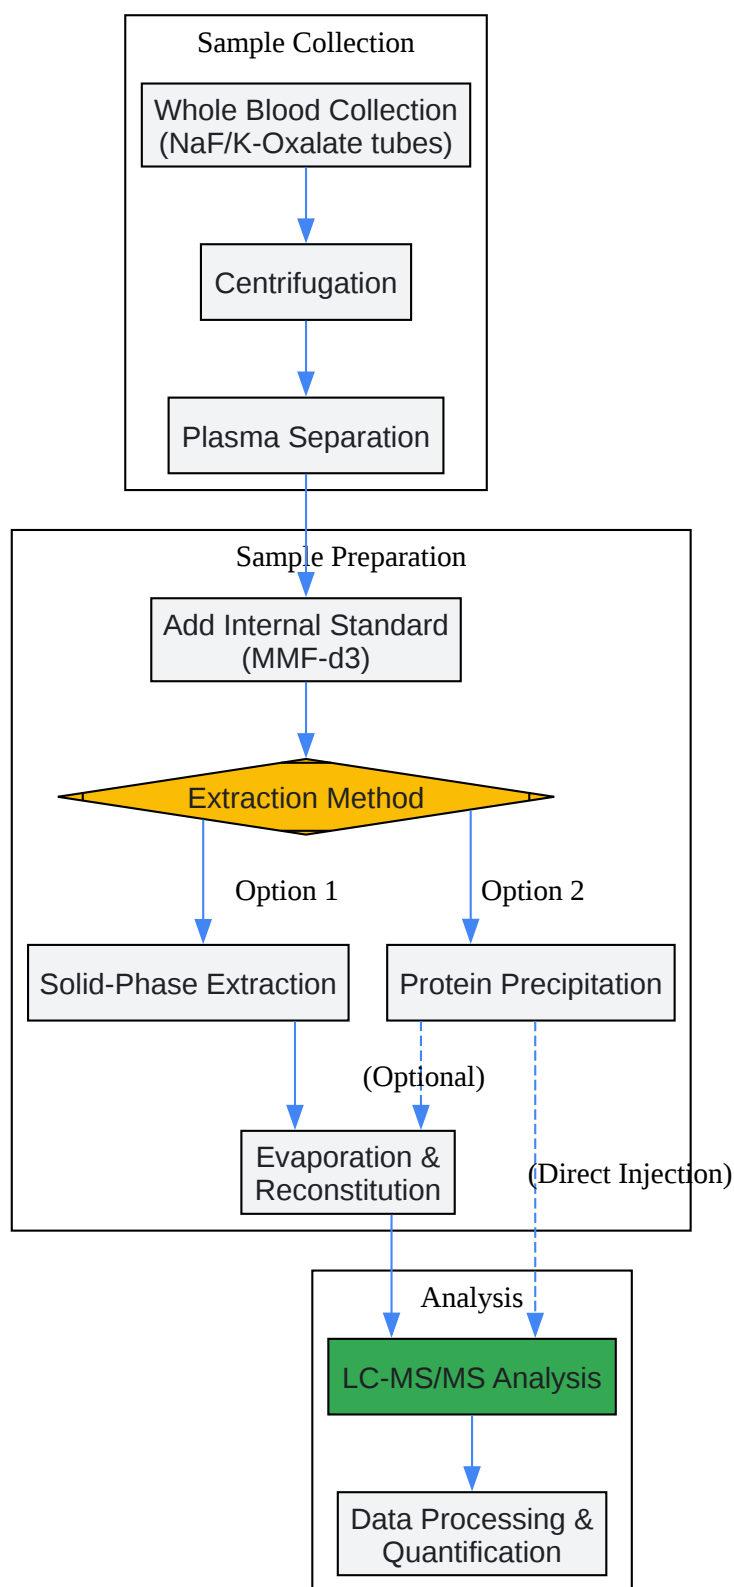 Sample Collection
Whole Blood Collection
(NaF/K-Oxalate tubes)
Centrifugation
Plasma Separation
Sample Preparation
Add Internal Standard
(MMF-d3)
Extraction Method
Option 1
Option 2
Solid-Phase Extraction
Protein Precipitation
(Optional)
Evaporation &
Reconstitution
(Direct Injection)
Analysis
LC-MS/MS Analysis
Data Processing &
Quantification